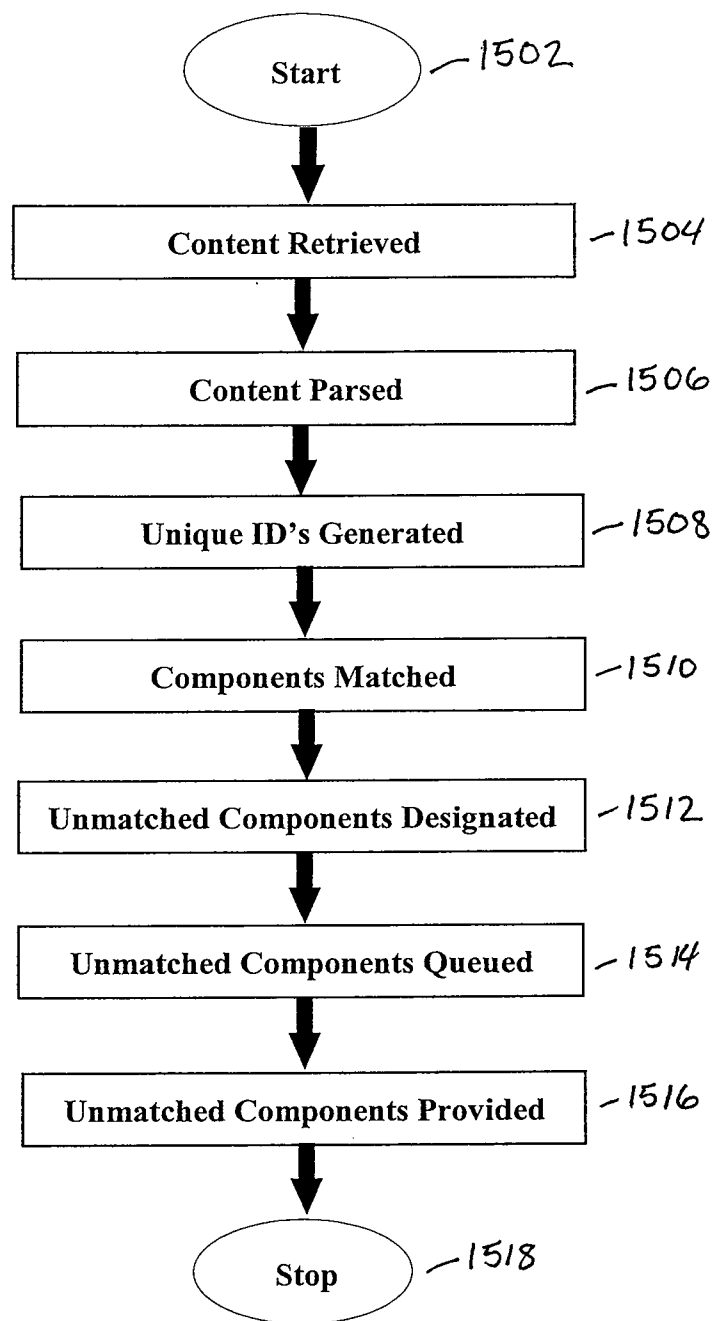 Start 1502
Content Retrieved 1504
Content Parsed 1506
Unique ID's Generated 1508
Components Matched 1510
Unmatched Components Designated 1512
Unmatched Components Queued 1514
Unmatched Components Provided 1516
Stop 1518